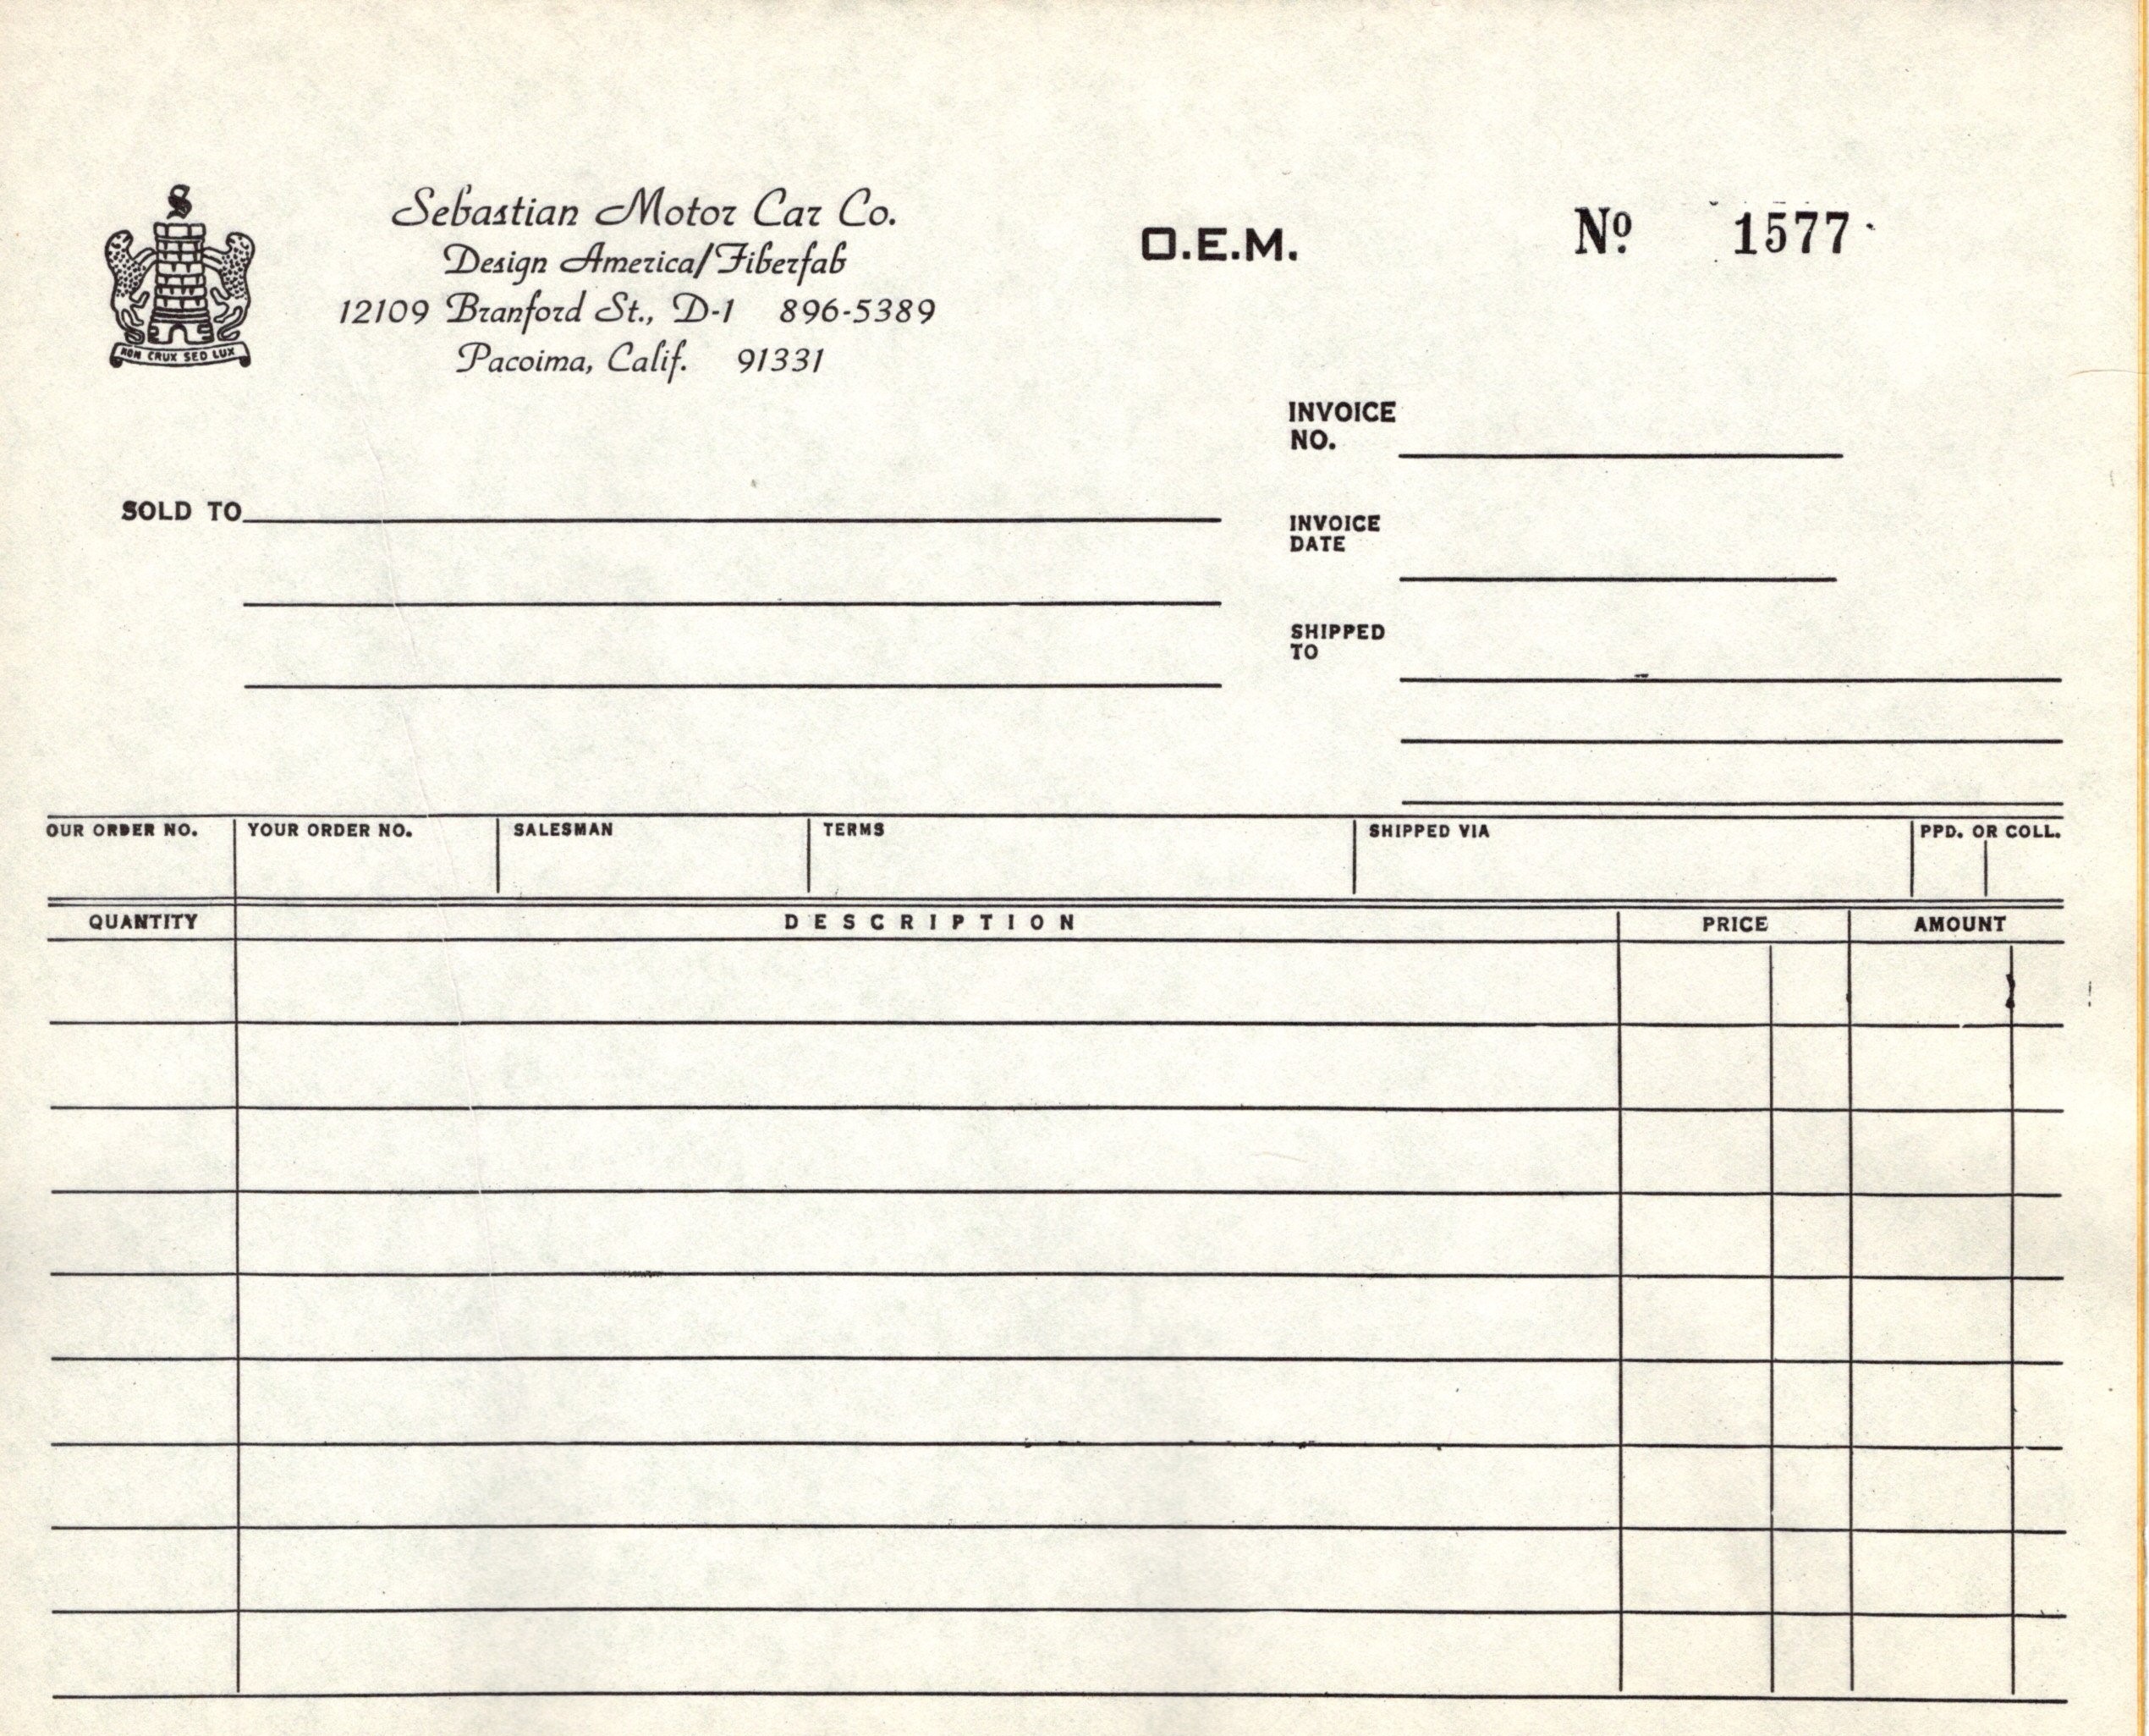 S
NON CRUX SED LUX
Sebastian Motor Car Co.
Design America/Fiberfab
12109 Branford St., D-1 896-5389
Pacoima, Calif. 91331
O.E.M.
Nº 1577
INVOICE
NO.
SOLD TO
INVOICE
DATE
SHIPPED
TO
OUR ORDER NO. YOUR ORDER NO. SALESMAN TERMS SHIPPED VIA PPD. OR COLL.
QUANTITY DESCRIPTION PRICE AMOUNT